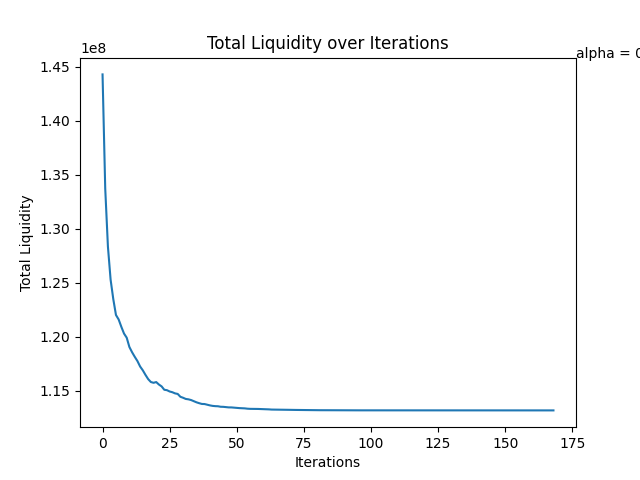 Total Liquidity over Iterations
1e8
alpha = 0
1.45
1.40
1.35
1.30
1.25
1.20
1.15
Total Liquidity
0 25 50 75 100 125 150 175
Iterations